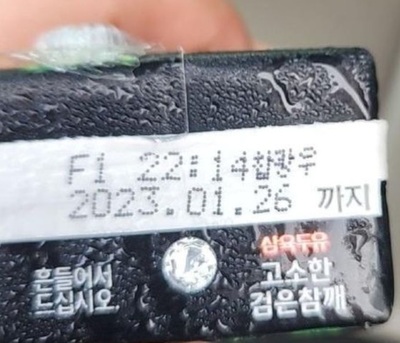 F1 22:14
2023.01.26 까지
흔들어서
드십시오
삼육두유
고소한
검은참깨